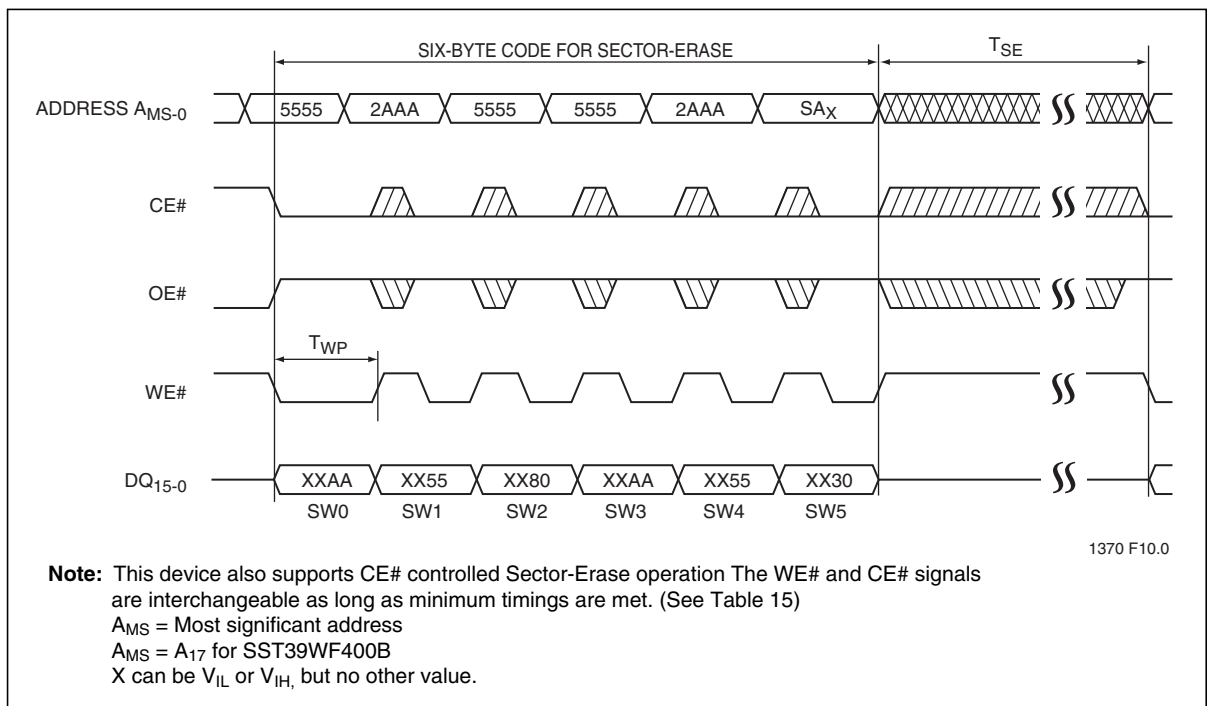 SIX-BYTE CODE FOR SECTOR-ERASE TSE
ADDRESS AMS-0 5555 2AAA 5555 5555 2AAA SAX
CE#
OE#
TWP
WE#
DQ15-0 XXAA XX55 XX80 XXAA XX55 XX30
SW0 SW1 SW2 SW3 SW4 SW5
1370 F10.0
Note: This device also supports CE# controlled Sector-Erase operation The WE# and CE# signals
are interchangeable as long as minimum timings are met. (See Table 15)
AMS = Most significant address
AMS = A17 for SST39WF400B
X can be VIL or VIH, but no other value.